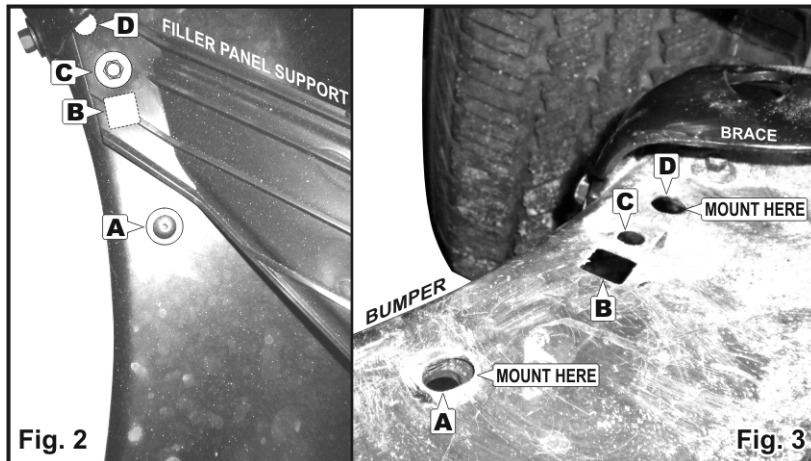 D
FILLER PANEL SUPPORT
C
B
A
Fig. 2
BRACE
D
MOUNT HERE
C
B
BUMPER
MOUNT HERE
A
Fig. 3